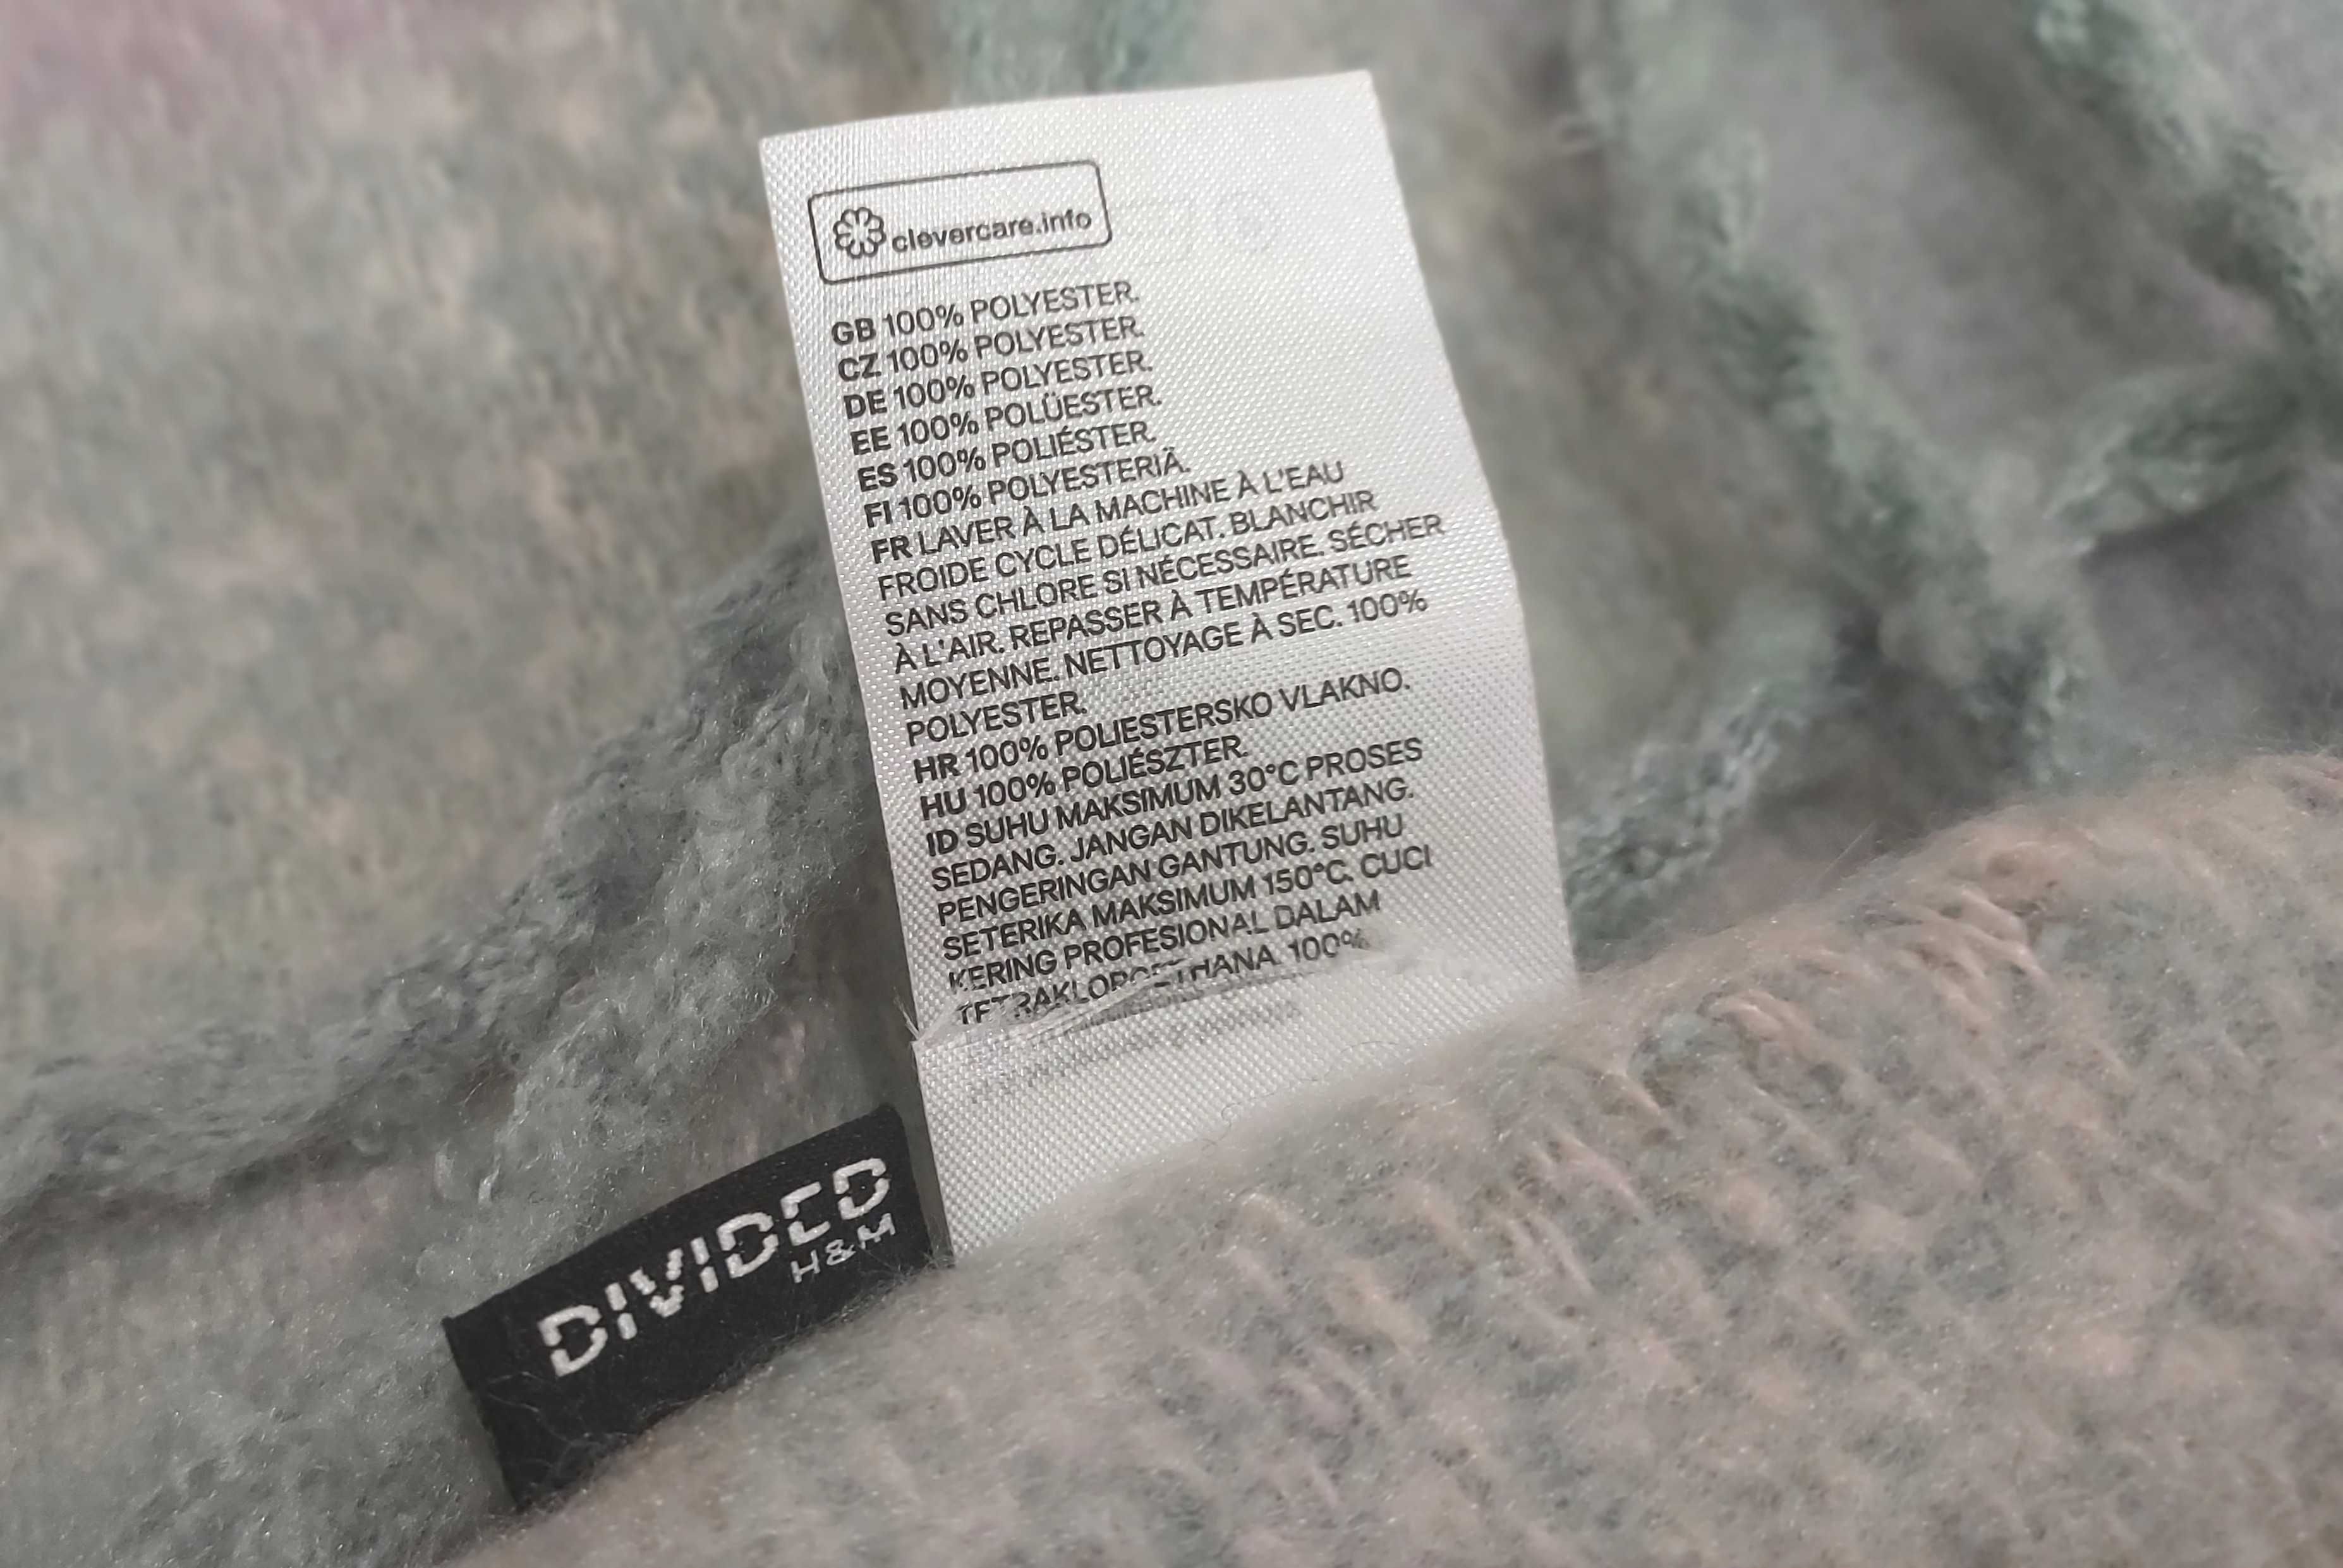 clevercare.info
GB 100% POLYESTER.
CZ 100% POLYESTER.
DE 100% POLYESTER.
EE 100% POLÜESTER.
ES 100% POLIÉSTER.
FI 100% POLYESTERIÄ.
FR LAVER À LA MACHINE À L'EAU
FROIDE CYCLE DÉLICAT. BLANCHIR
SANS CHLORE SI NÉCESSAIRE. SÉCHER
À L'AIR. REPASSER À TEMPÉRATURE
MOYENNE. NETTOYAGE À SEC. 100%
POLYESTER.
HR 100% POLIESTERSKO VLAKNO.
HU 100% POLIÉSZTER.
ID SUHU MAKSIMUM 30°C PROSES
SEDANG. JANGAN DIKELANTANG.
PENGERINGAN GANTUNG. SUHU
SETERIKA MAKSIMUM 150°C. CUCI
KERING PROFESIONAL DALAM
100%
DIVIDED
H&M